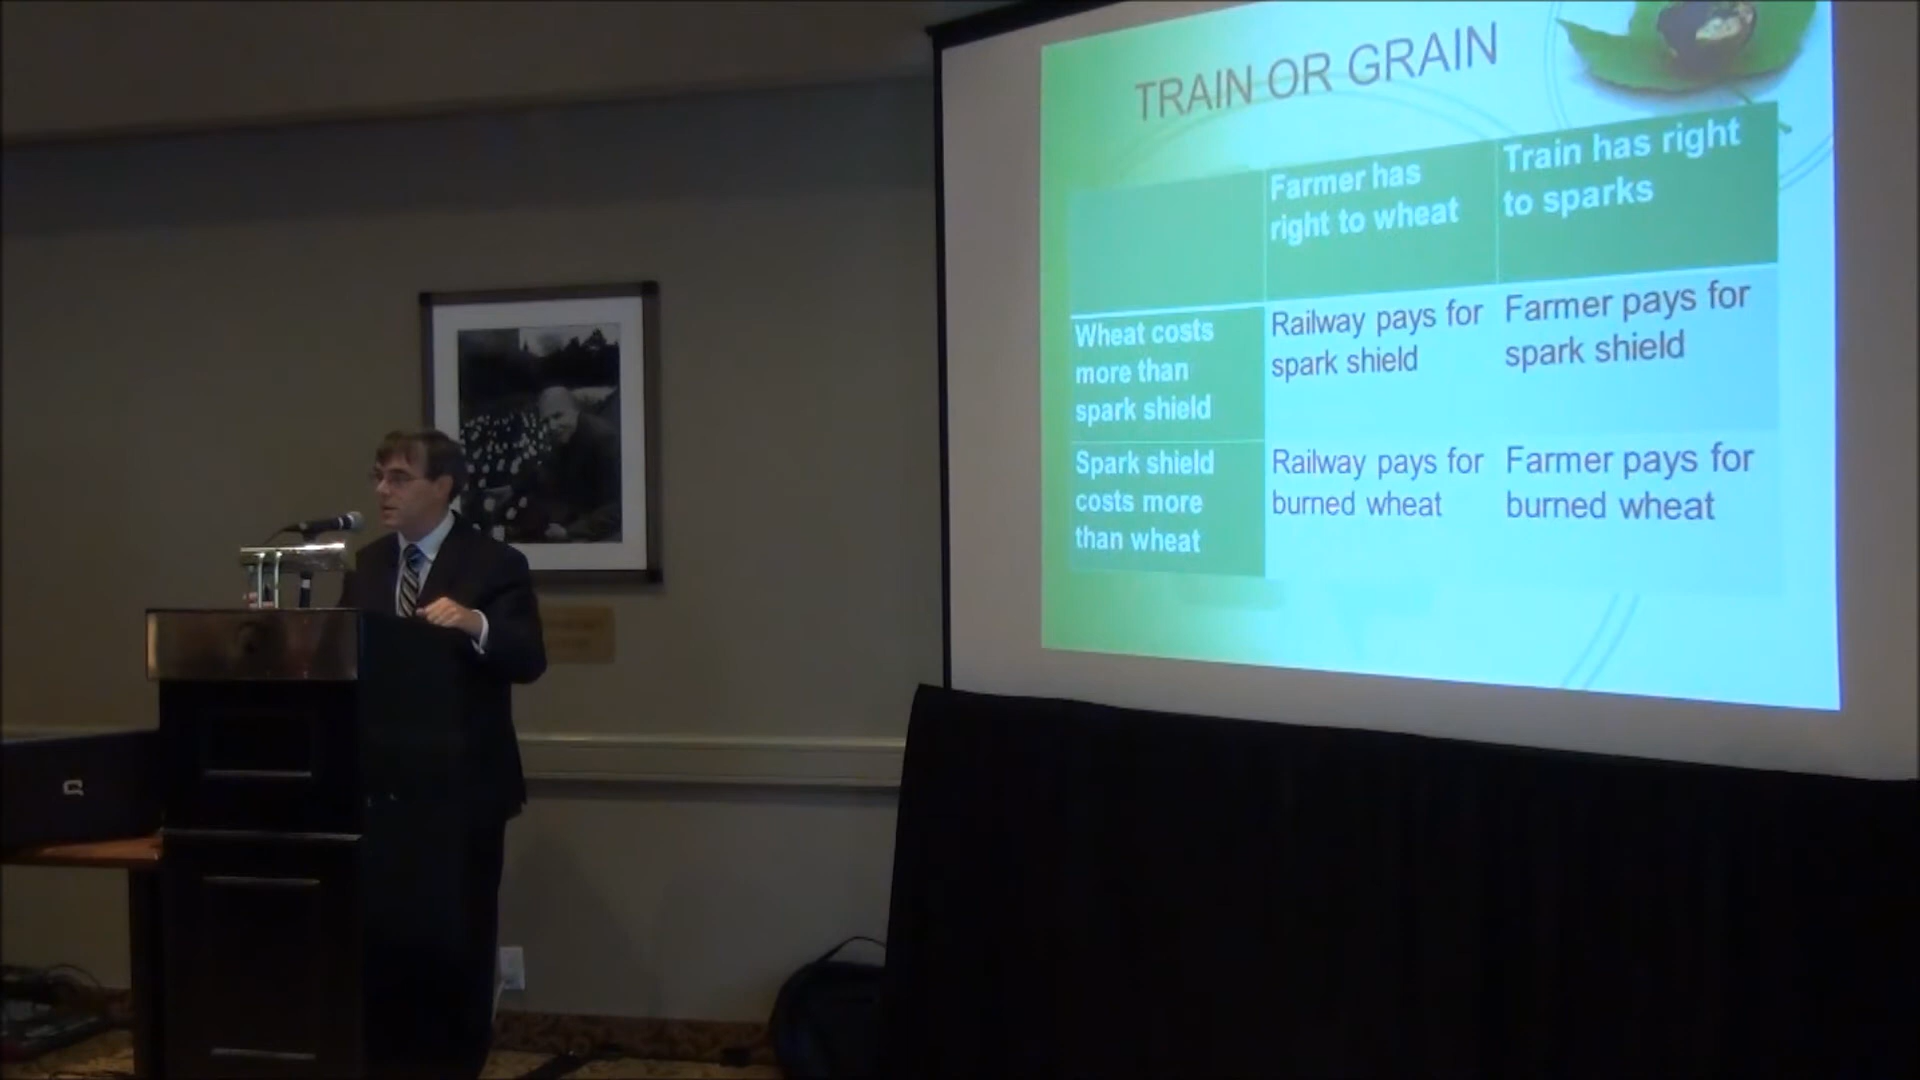 TRAIN OR GRAIN
Farmer has
right to wheat
Train has right
to sparks
Wheat costs
more than
spark shield
Railway pays for
spark shield
Farmer pays for
spark shield
Spark shield
costs more
than wheat
Railway pays for
burned wheat
Farmer pays for
burned wheat